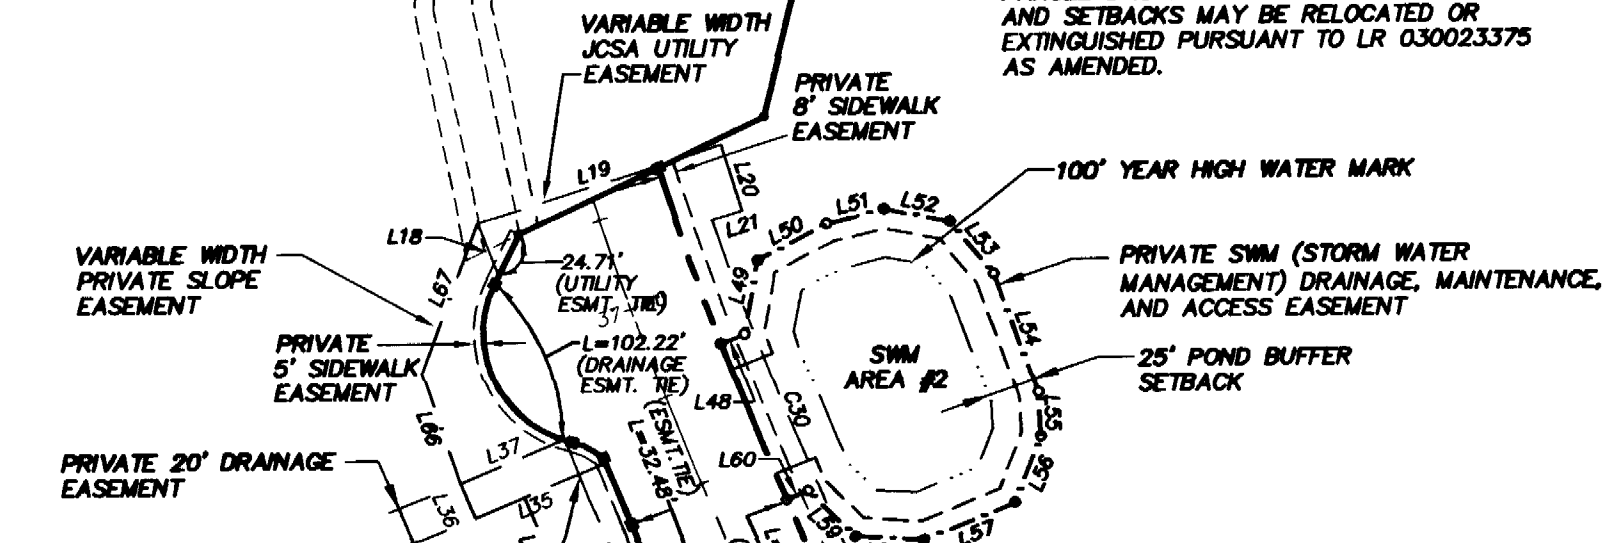 VARIABLE WIDTH
JCSA UTILITY
EASEMENT
AND SETBACKS MAY BE RELOCATED OR
EXTINGUISHED PURSUANT TO LR 030023375
AS AMENDED.
PRIVATE
8' SIDEWALK
EASEMENT
L19
L20
L21
100' YEAR HIGH WATER MARK
L18
L50
L51
L52
L53
VARIABLE WIDTH
PRIVATE SLOPE
EASEMENT
L67
24.71'
(UTILITY
ESMT. TIE)
37
L49
PRIVATE SWM (STORM WATER
MANAGEMENT) DRAINAGE, MAINTENANCE,
AND ACCESS EASEMENT
L54
PRIVATE
5' SIDEWALK
EASEMENT
L=102.22'
(DRAINAGE
ESMT. TIE)
SWM
AREA #2
25' POND BUFFER
SETBACK
L66
L48
C30
L55
(ESMT. TIE)
L=32.48'
L37
L60
PRIVATE 20' DRAINAGE
EASEMENT
L36
L35
L56
L59
L57